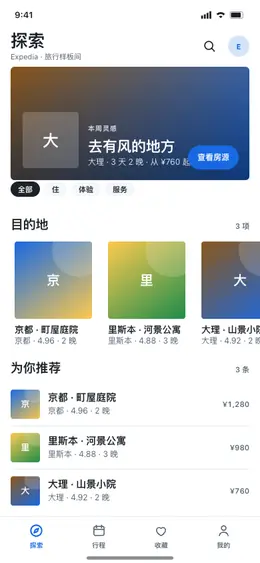 9:41
探索
Expedia · 旅行样板间
E
大
本周灵感
去有风的地方
大理 · 3 天 2 晚 · 从 ¥760 起
查看房源
全部
住
体验
服务
目的地
3 项
京
里
大
京都 · 町屋庭院
京都 · 4.96 · 2 晚
里斯本 · 河景公寓
里斯本 · 4.88 · 3 晚
大理 · 山景小院
大理 · 4.92 · 2 晚
为你推荐
3 条
京
京都 · 町屋庭院
京都 · 4.96 · 2 晚
¥1,280
里
里斯本 · 河景公寓
里斯本 · 4.88 · 3 晚
¥980
大
大理 · 山景小院
大理 · 4.92 · 2 晚
¥760
探索
行程
收藏
我的